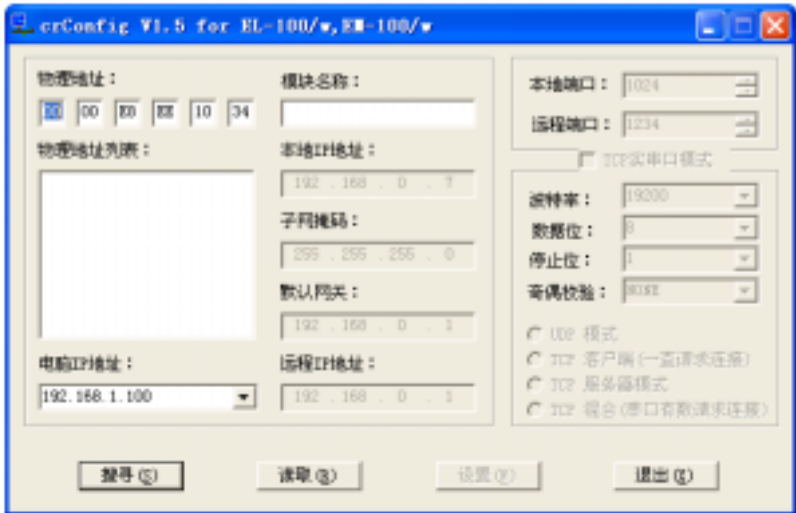 crConfig V1.5 for EL-100/w,EM-100/w
物理地址：
00 00 E8 EE 10 34
物理地址列表：
电脑IP地址：
192.168.1.100
模块名称：
本地IP地址：
192 . 168 . 0 . 7
子网掩码：
255 . 255 . 255 . 0
默认网关：
192 . 168 . 0 . 1
远程IP地址：
192 . 168 . 0 . 1
本地端口： 1024
远程端口： 1234
TCP实串口模式
波特率： 19200
数据位： 8
停止位： 1
奇偶校验： NONE
UDP 模式
TCP 客户端(一直请求连接)
TCP 服务器模式
TCP 混合(串口有数请求连接)
搜寻(S) 读取(R) 设置(W) 退出(E)